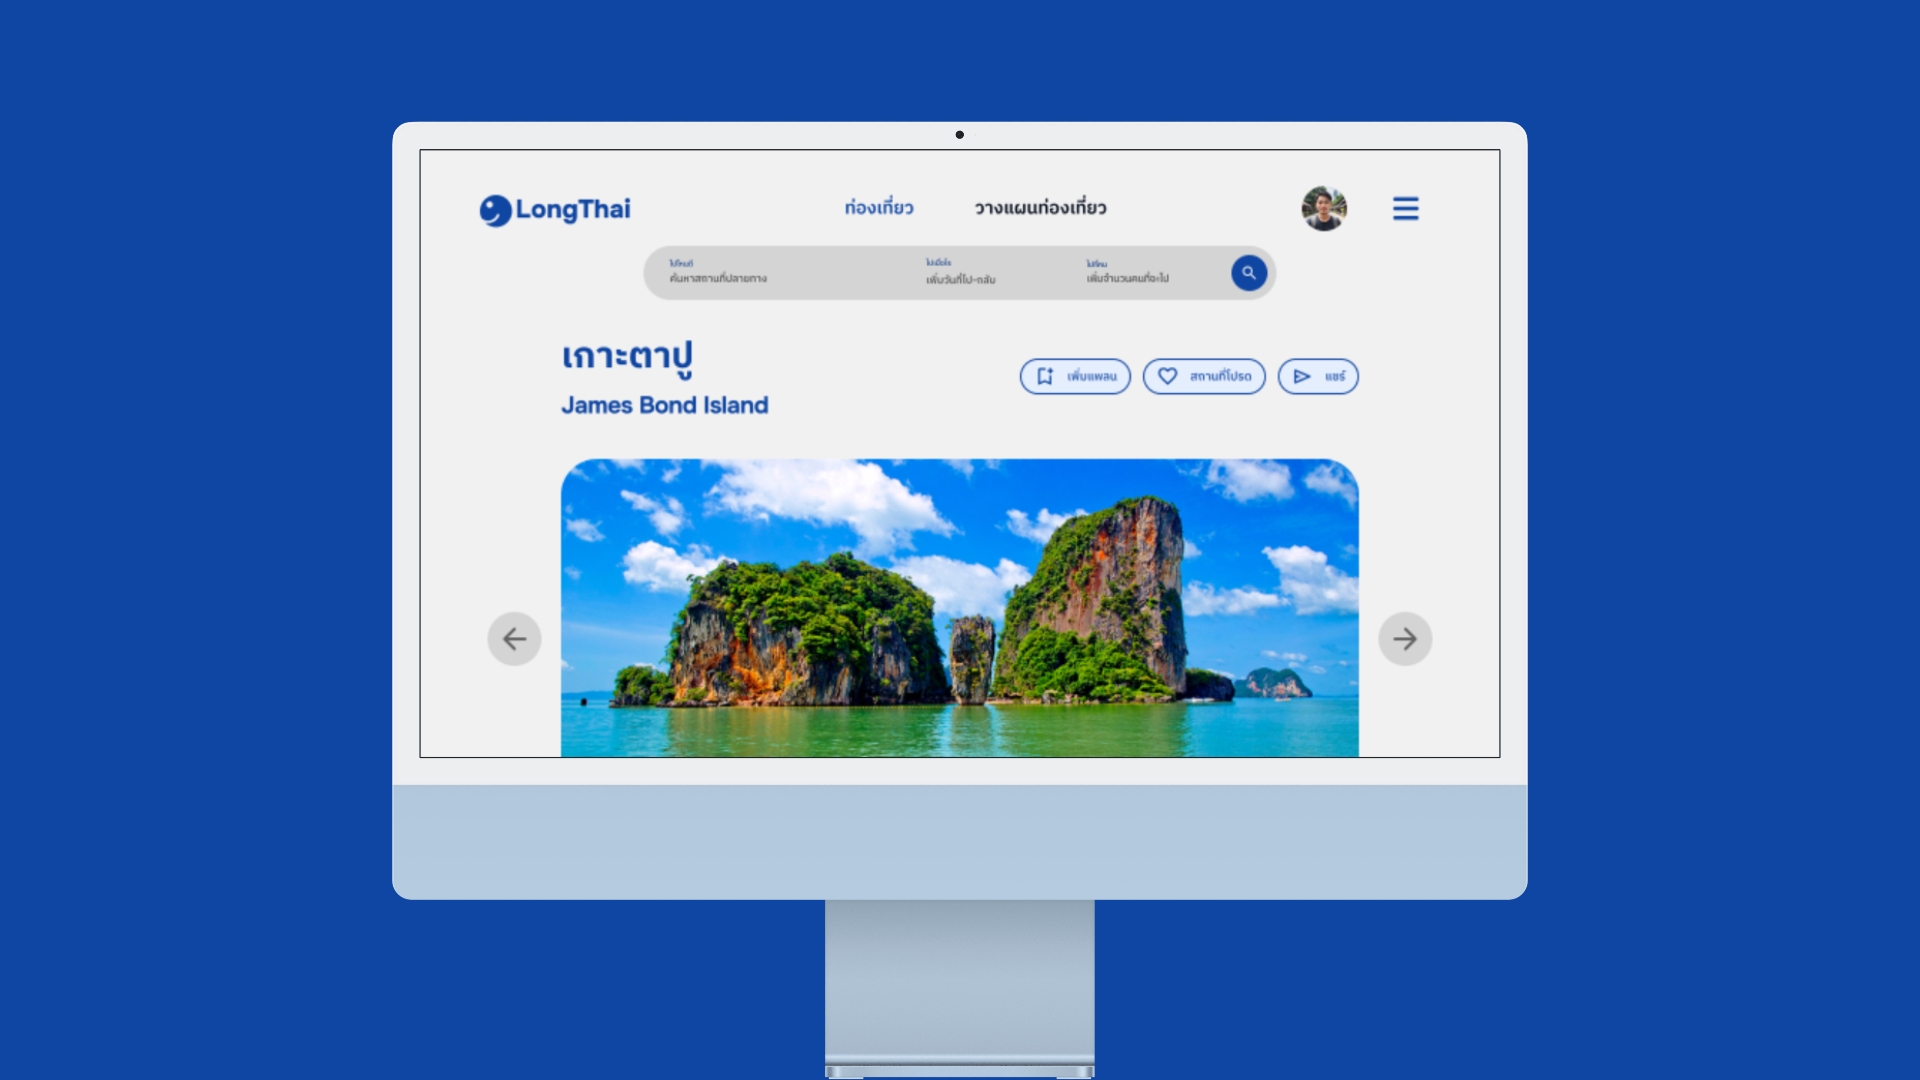 LongThai
ท่องเที่ยว
วางแผนท่องเที่ยว
ไปไหนดี
ค้นหาสถานที่ปลายทาง
ไปเมื่อไร
เพิ่มวันที่ไป-กลับ
ไปกี่คน
เพิ่มจำนวนคนที่จะไป
เกาะตาปู
James Bond Island
เพิ่มแพลน
สถานที่โปรด
แชร์